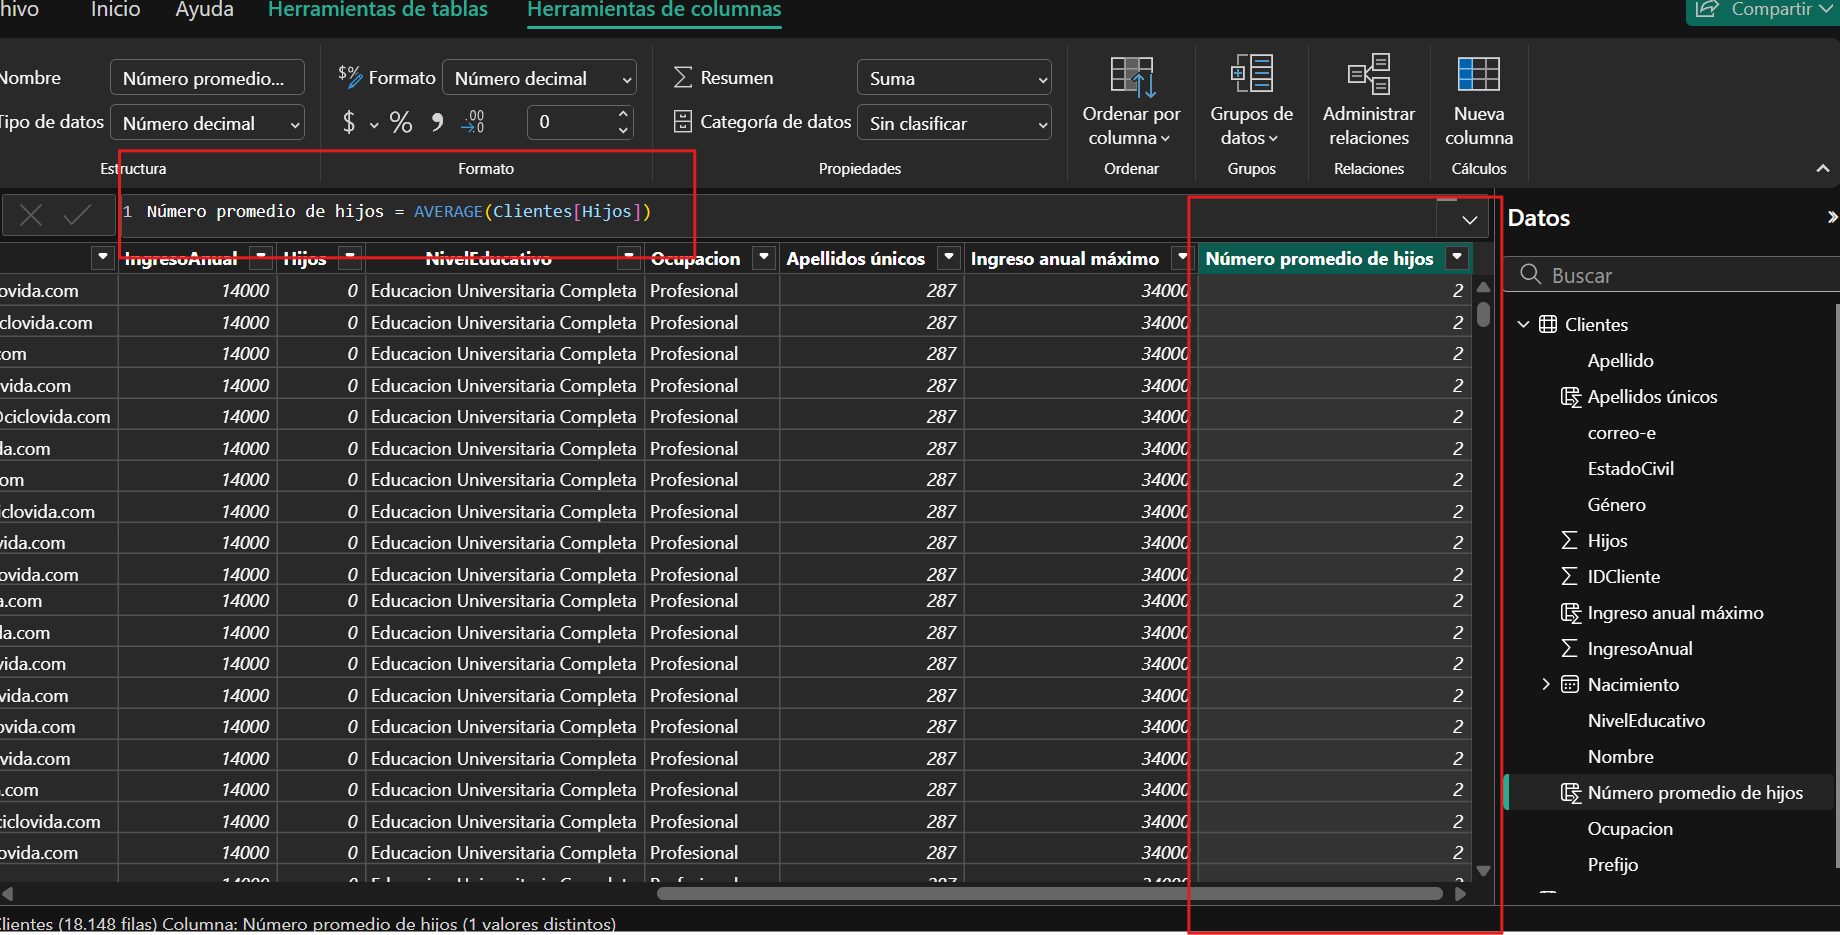 hivo Inicio Ayuda Herramientas de tablas Herramientas de columnas Compartir
Nombre Número promedio... Formato Número decimal Resumen Suma
Tipo de datos Número decimal $ % 9 .00 0 Categoría de datos Sin clasificar
Ordenar por columna Grupos de datos Administrar relaciones Nueva columna
Estructura Formato Propiedades Ordenar Grupos Relaciones Cálculos
1 Número promedio de hijos = AVERAGE(Clientes[Hijos])
IngresoAnual Hijos NivelEducativo Ocupacion Apellidos únicos Ingreso anual máximo Número promedio de hijos
ovida.com 14000 0 Educacion Universitaria Completa Profesional 287 34000 2
clovida.com 14000 0 Educacion Universitaria Completa Profesional 287 34000 2
com 14000 0 Educacion Universitaria Completa Profesional 287 34000 2
vida.com 14000 0 Educacion Universitaria Completa Profesional 287 34000 2
@ciclovida.com 14000 0 Educacion Universitaria Completa Profesional 287 34000 2
da.com 14000 0 Educacion Universitaria Completa Profesional 287 34000 2
om 14000 0 Educacion Universitaria Completa Profesional 287 34000 2
iclovida.com 14000 0 Educacion Universitaria Completa Profesional 287 34000 2
vida.com 14000 0 Educacion Universitaria Completa Profesional 287 34000 2
ovida.com 14000 0 Educacion Universitaria Completa Profesional 287 34000 2
a.com 14000 0 Educacion Universitaria Completa Profesional 287 34000 2
da.com 14000 0 Educacion Universitaria Completa Profesional 287 34000 2
vida.com 14000 0 Educacion Universitaria Completa Profesional 287 34000 2
vida.com 14000 0 Educacion Universitaria Completa Profesional 287 34000 2
ovida.com 14000 0 Educacion Universitaria Completa Profesional 287 34000 2
vida.com 14000 0 Educacion Universitaria Completa Profesional 287 34000 2
.com 14000 0 Educacion Universitaria Completa Profesional 287 34000 2
ciclovida.com 14000 0 Educacion Universitaria Completa Profesional 287 34000 2
ovida.com 14000 0 Educacion Universitaria Completa Profesional 287 34000 2
Clientes (18.148 filas) Columna: Número promedio de hijos (1 valores distintos)
Datos
Buscar
Clientes
Apellido
Apellidos únicos
correo-e
EstadoCivil
Género
Hijos
IDCliente
Ingreso anual máximo
IngresoAnual
Nacimiento
NivelEducativo
Nombre
Número promedio de hijos
Ocupacion
Prefijo